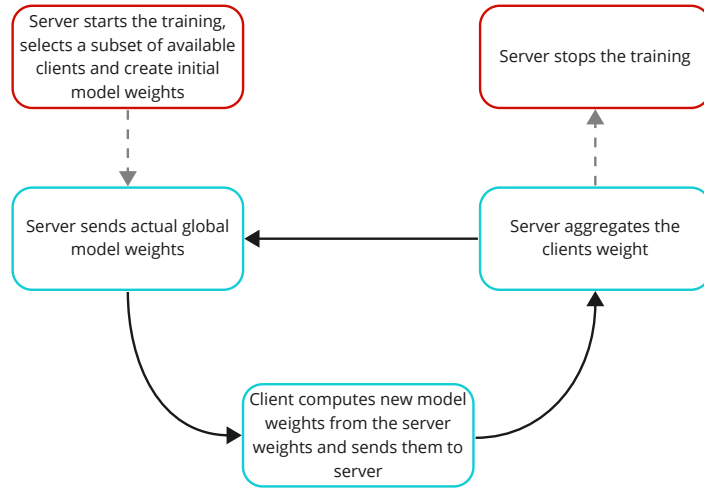 Server starts the training,
selects a subset of available
clients and create initial
model weights
Server stops the training
Server sends actual global
model weights
Server aggregates the
clients weight
Client computes new model
weights from the server
weights and sends them to
server